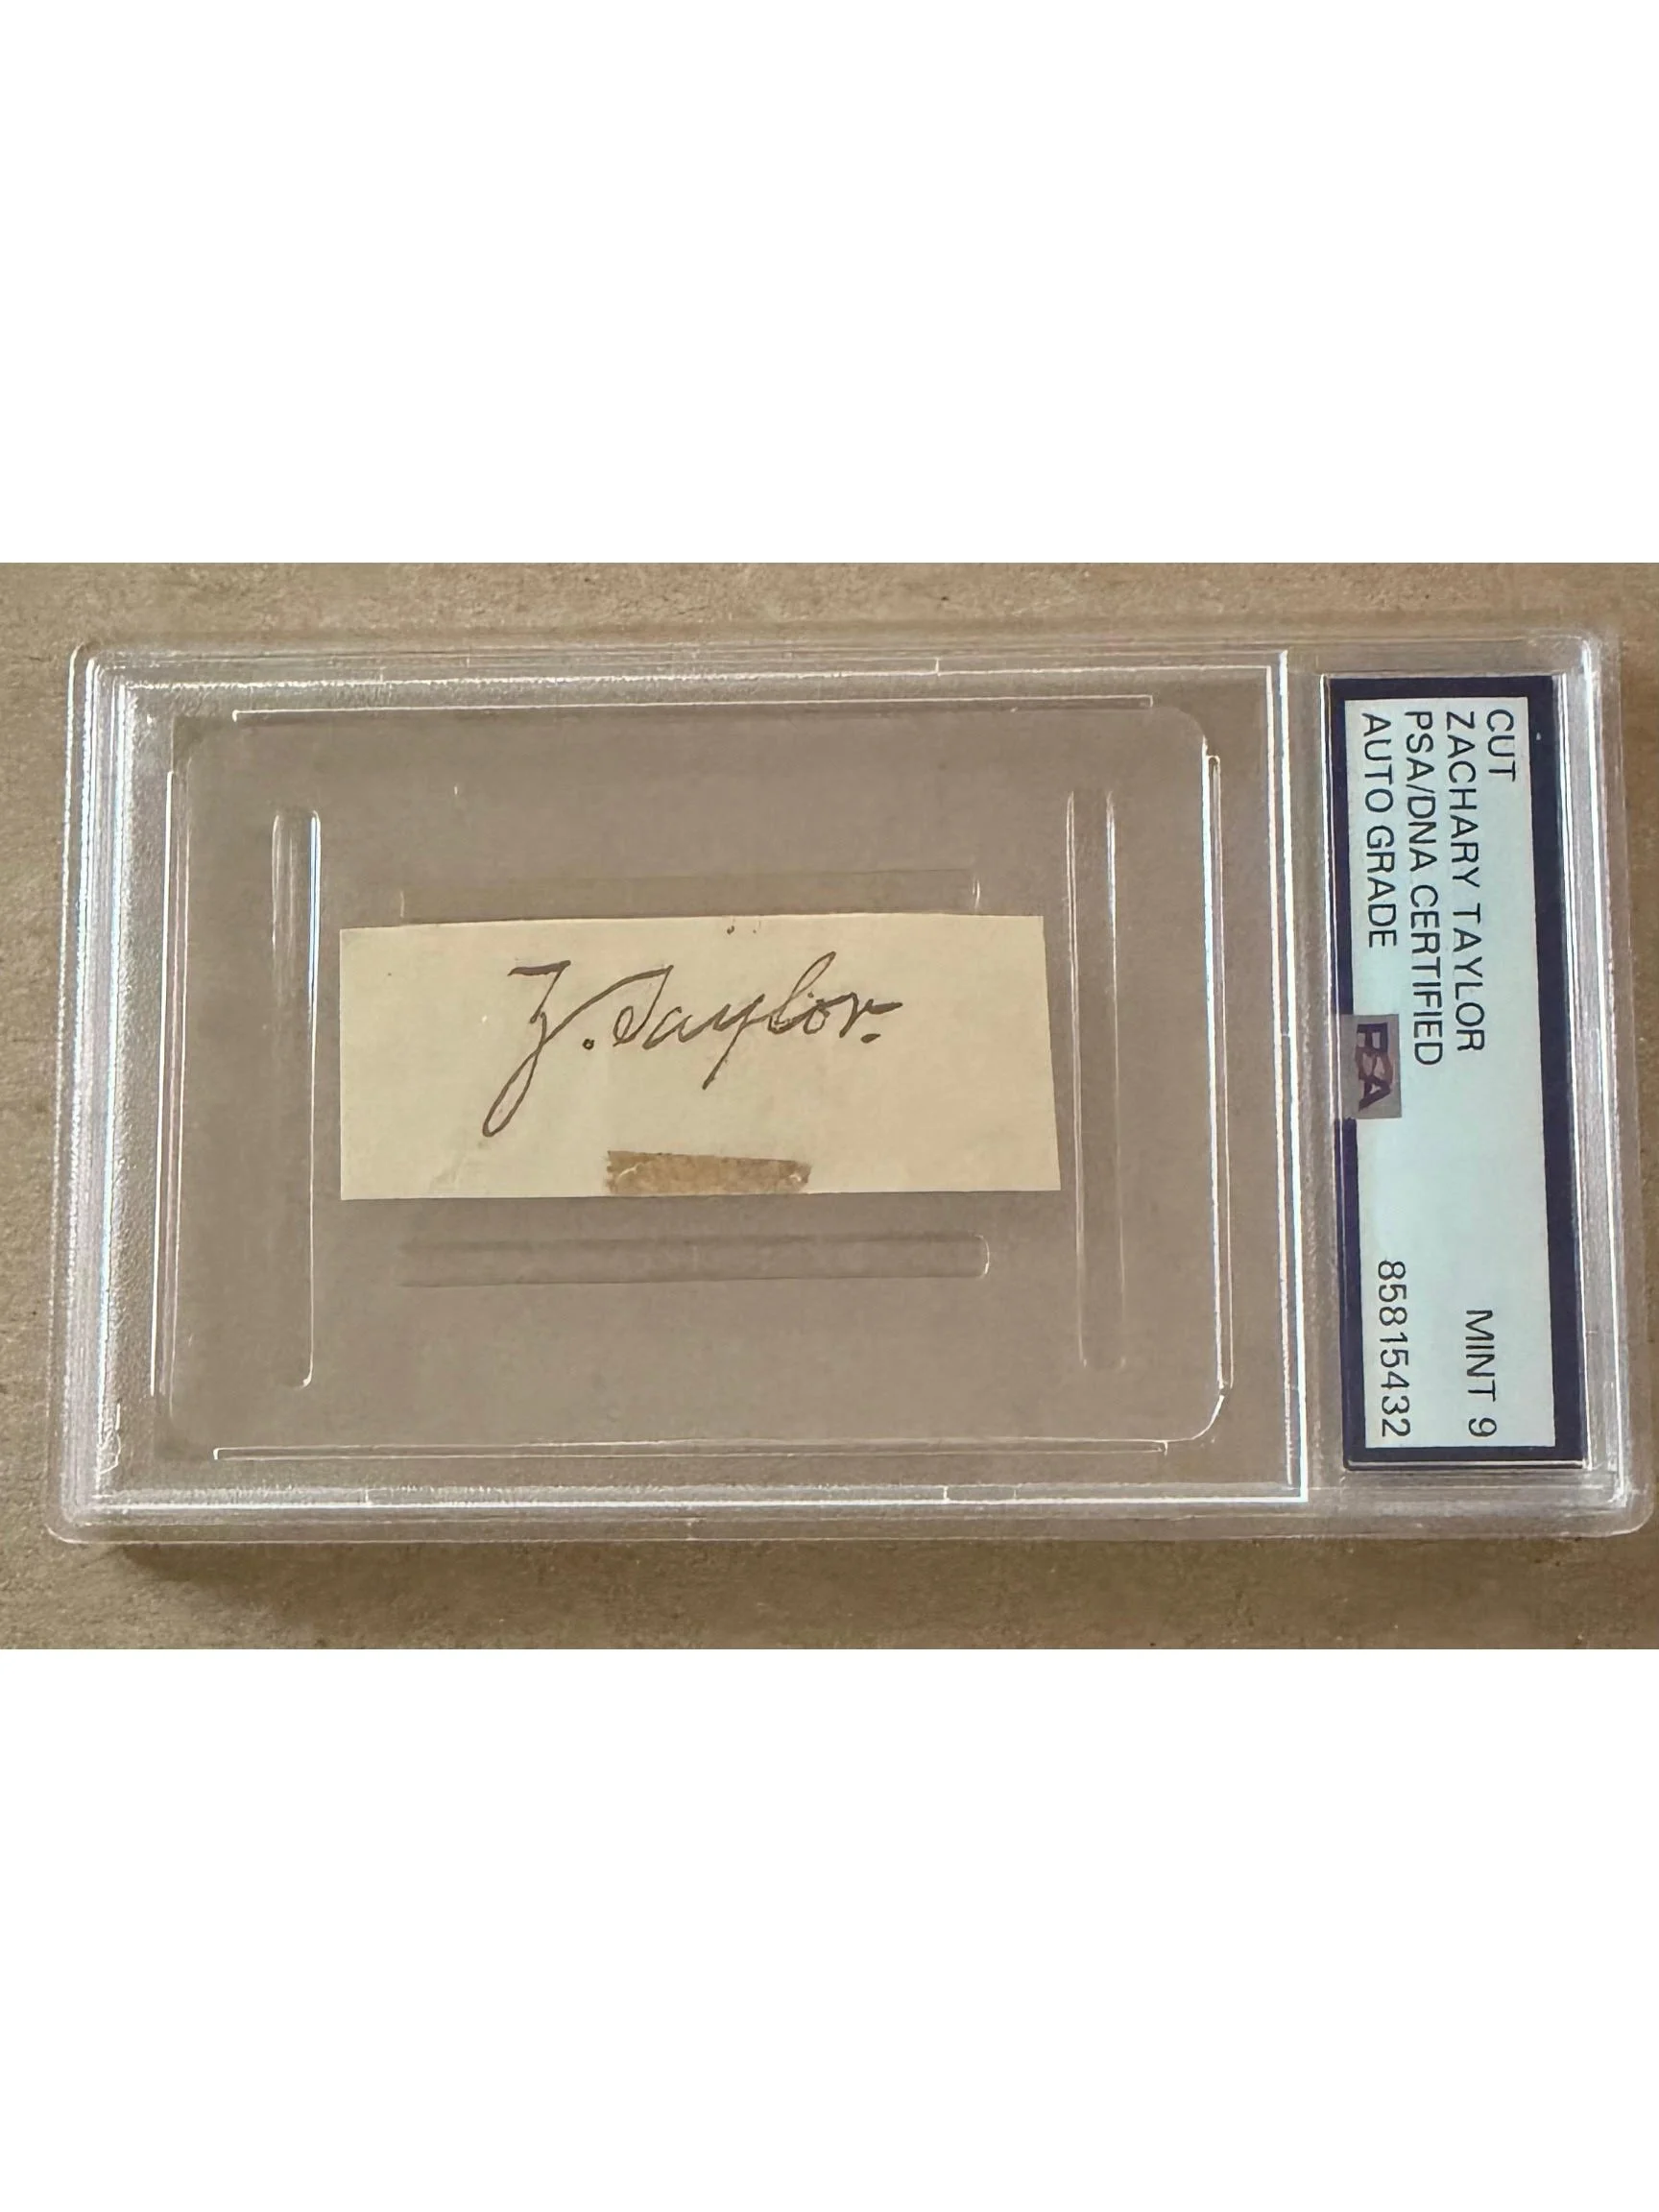 Z. Taylor.
CUT
ZACHARY TAYLOR MINT 9
PSA/DNA CERTIFIED
AUTO GRADE 85815432
PSA